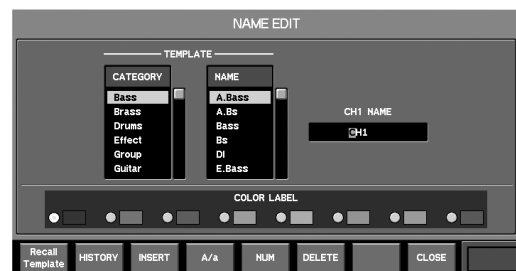 NAME EDIT
TEMPLATE
CATEGORY NAME
Bass A.Bass
Brass A.Bs
Drums Bass
Effect Bs
Group DI
Guitar E.Bass
CH1 NAME
CH1
COLOR LABEL
Recall Template HISTORY INSERT A/a NUM DELETE CLOSE